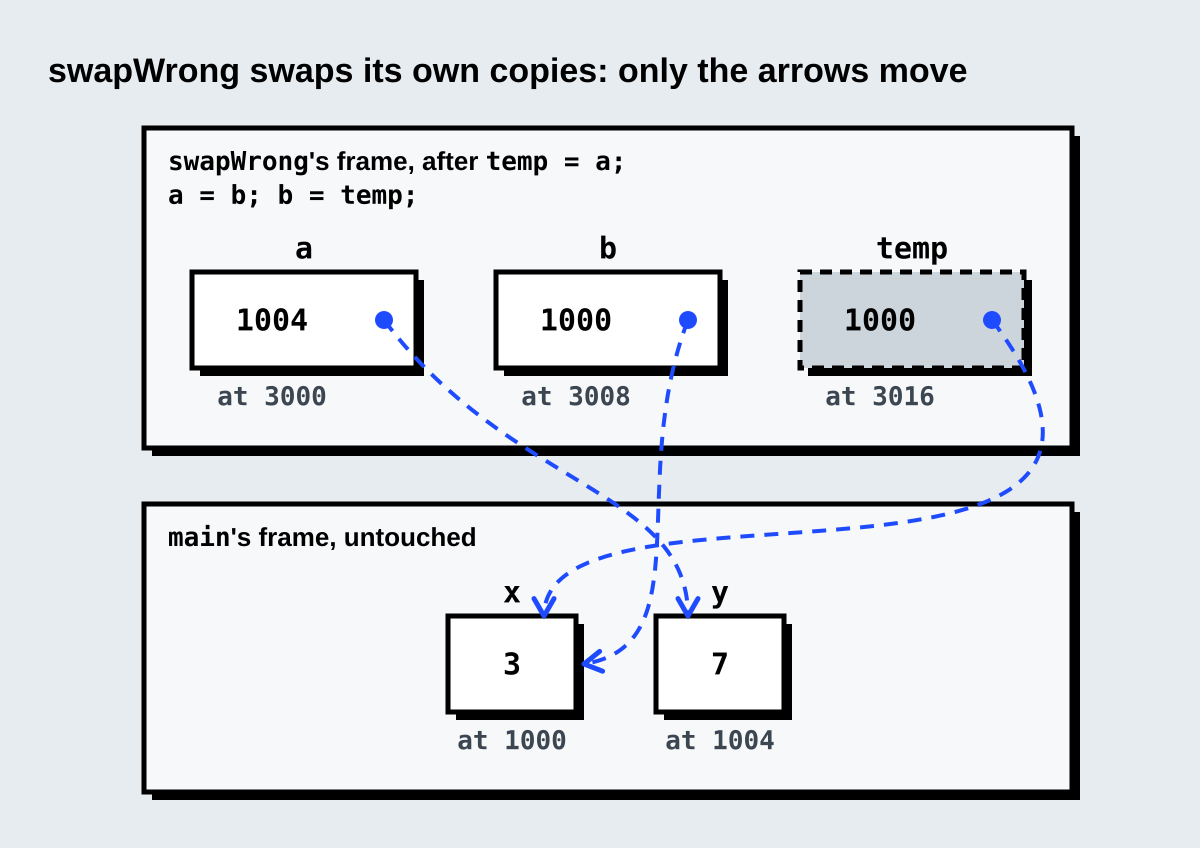 swapWrong swaps its own copies: only the arrows move
swapWrong's frame, after temp = a;
a = b; b = temp;
a b temp
1004 1000 1000
at 3000 at 3008 at 3016
main's frame, untouched
x y
3 7
at 1000 at 1004